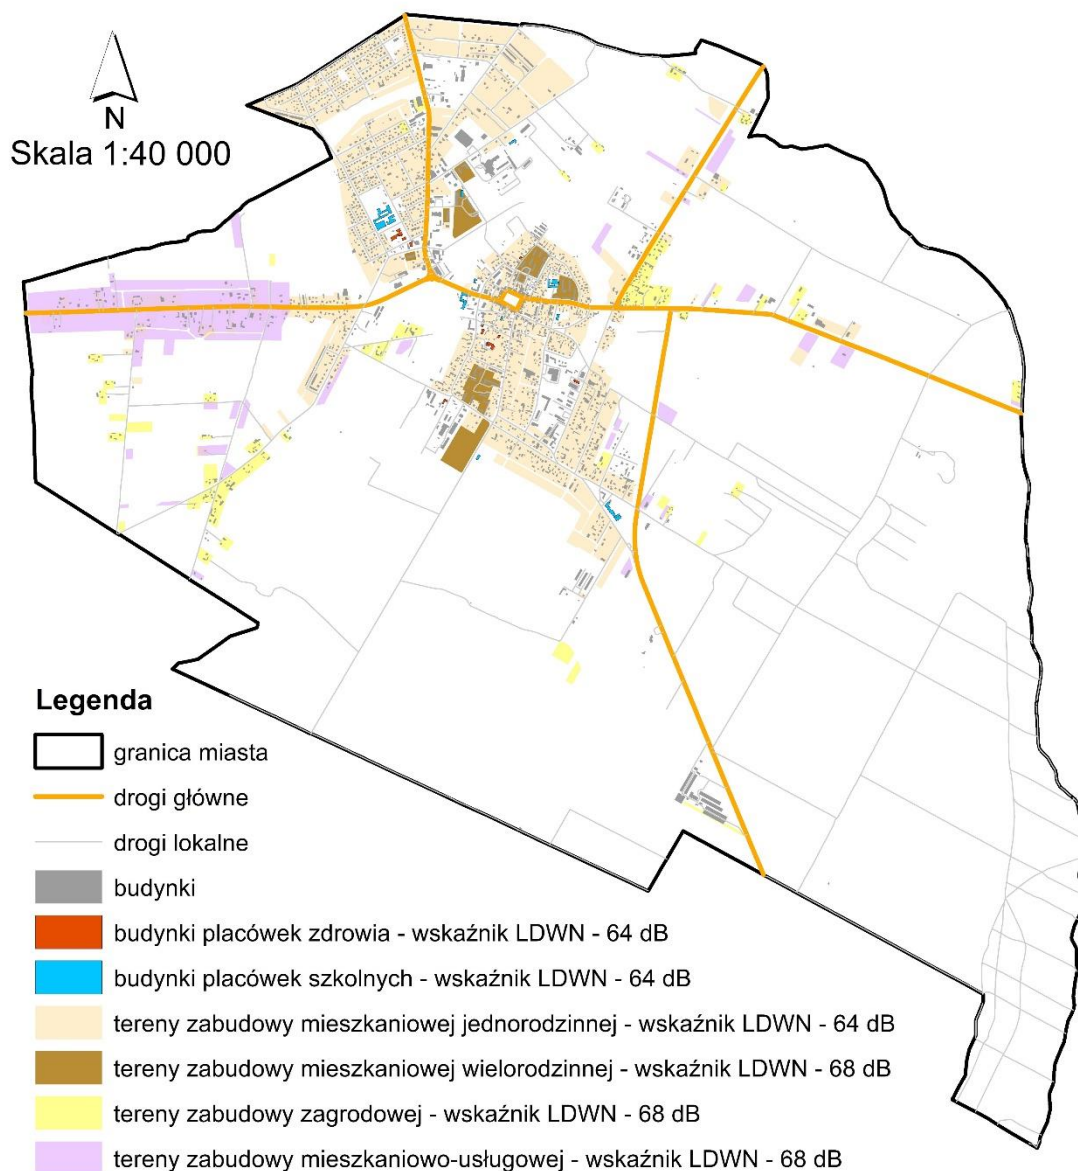 N
Skala 1:40 000
Legenda
granica miasta
drogi główne
drogi lokalne
budynki
budynki placówek zdrowia - wskaźnik LDWN - 64 dB
budynki placówek szkolnych - wskaźnik LDWN - 64 dB
tereny zabudowy mieszkaniowej jednorodzinnej - wskaźnik LDWN - 64 dB
tereny zabudowy mieszkaniowej wielorodzinnej - wskaźnik LDWN - 68 dB
tereny zabudowy zagrodowej - wskaźnik LDWN - 68 dB
tereny zabudowy mieszkaniowo-usługowej - wskaźnik LDWN - 68 dB